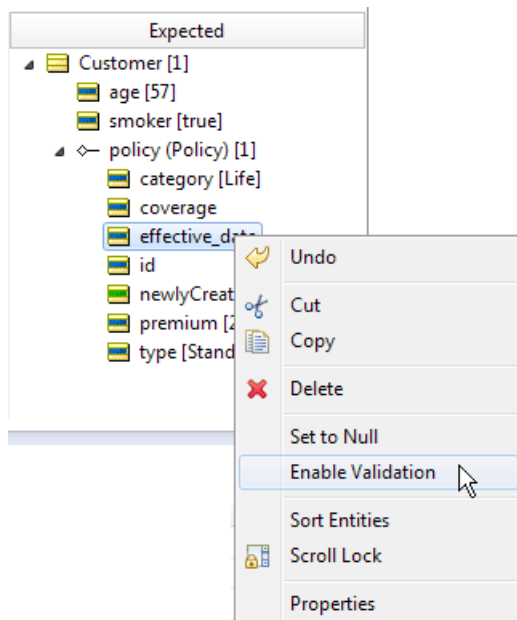 Expected
Customer [1]
age [57]
smoker [true]
policy (Policy) [1]
category [Life]
coverage
effective_date
id
newlyCreat
premium [2
type [Stand
Undo
Cut
Copy
Delete
Set to Null
Enable Validation
Sort Entities
Scroll Lock
Properties